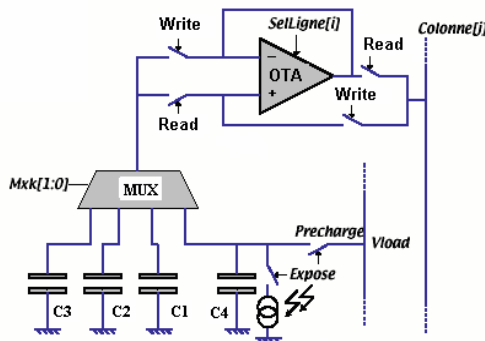 SelLigne[i]
Colonne[j]
Write
Read
−
OTA
+
Write
Read
Mxk[1:0]
MUX
Precharge
Vload
Expose
C3
C2
C1
C4